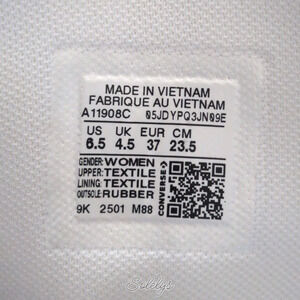 MADE IN VIETNAM
FABRIQUE AU VIETNAM
A11908C 05JDYPQ3JN09E
US UK EUR CM
6.5 4.5 37 23.5
GENDER: WOMEN
UPPER: TEXTILE
LINING: TEXTILE
OUTSOLE: RUBBER
CONVERSE
9K 2501 M88
Solelys